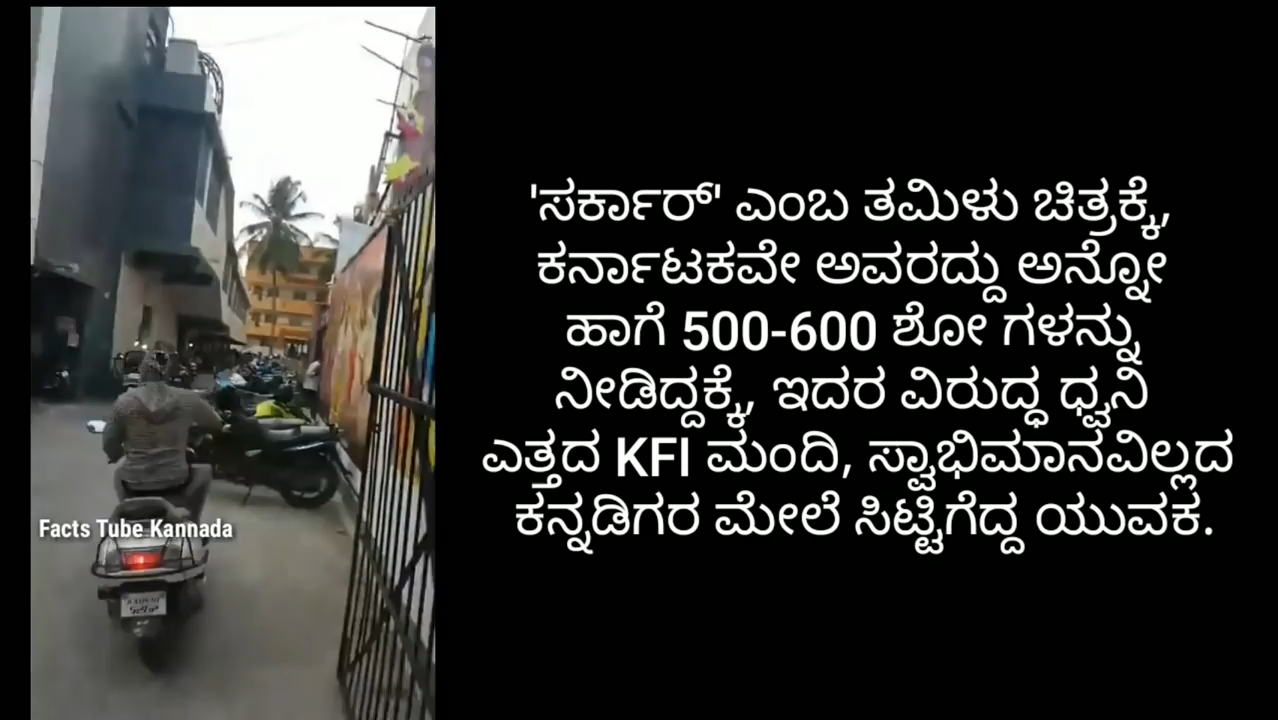 'ಸರ್ಕಾರ್' ಎಂಬ ತಮಿಳು ಚಿತ್ರಕ್ಕೆ,
ಕರ್ನಾಟಕವೇ ಅವರದ್ದು ಅನ್ನೋ
ಹಾಗೆ 500-600 ಶೋ ಗಳನ್ನು
ನೀಡಿದ್ದಕ್ಕೆ, ಇದರ ವಿರುದ್ಧ ಧ್ವನಿ
ಎತ್ತದ KFI ಮಂದಿ, ಸ್ವಾಭಿಮಾನವಿಲ್ಲದ
ಕನ್ನಡಿಗರ ಮೇಲೆ ಸಿಟ್ಟಿಗೆದ್ದ ಯುವಕ.
Facts Tube Kannada